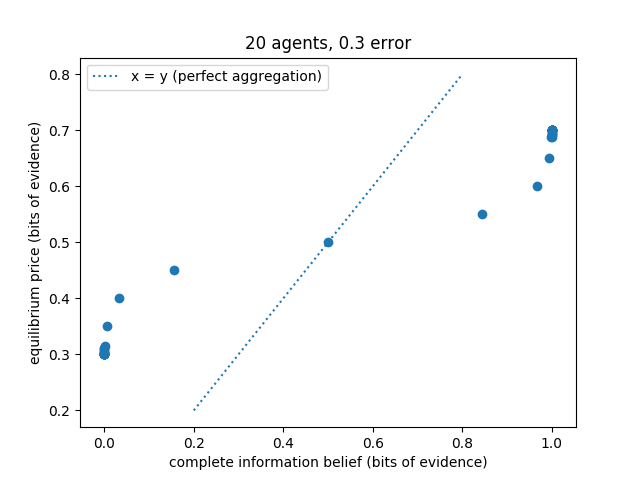 20 agents, 0.3 error
x = y (perfect aggregation)
equilibrium price (bits of evidence)
0.8
0.7
0.6
0.5
0.4
0.3
0.2
0.0 0.2 0.4 0.6 0.8 1.0
complete information belief (bits of evidence)